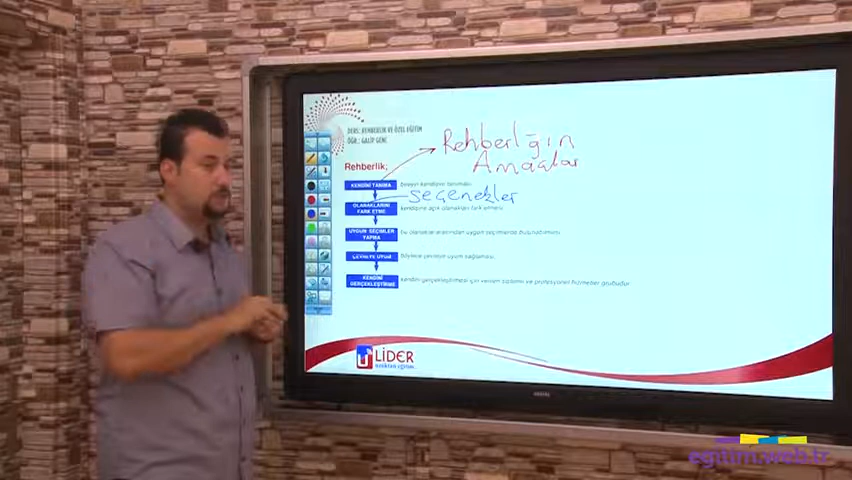 DERS: REHBERLİK VE ÖZEL EĞİTİM
ÖĞR.: GALİP GENÇ
Rehberliğin
Amaçları
Rehberlik;
KENDİNİ TANIMA
bireyin kendisini tanıması,
seçenekler
OLANAKLARINI FARK ETME
kendisine açık olanakları fark etmesi,
UYGUN SEÇİMLER YAPMA
bu olanaklar arasından uygun seçimlerde bulunabilmesi,
ÇEVREYE UYUM
böylece çevresine uyum sağlaması,
KENDİNİ GERÇEKLEŞTİRME
kendini gerçekleştirmesi için verilen sistemli ve profesyonel hizmetler grubudur.
LİDER
uzaktan eğitim
egitim.web.tr